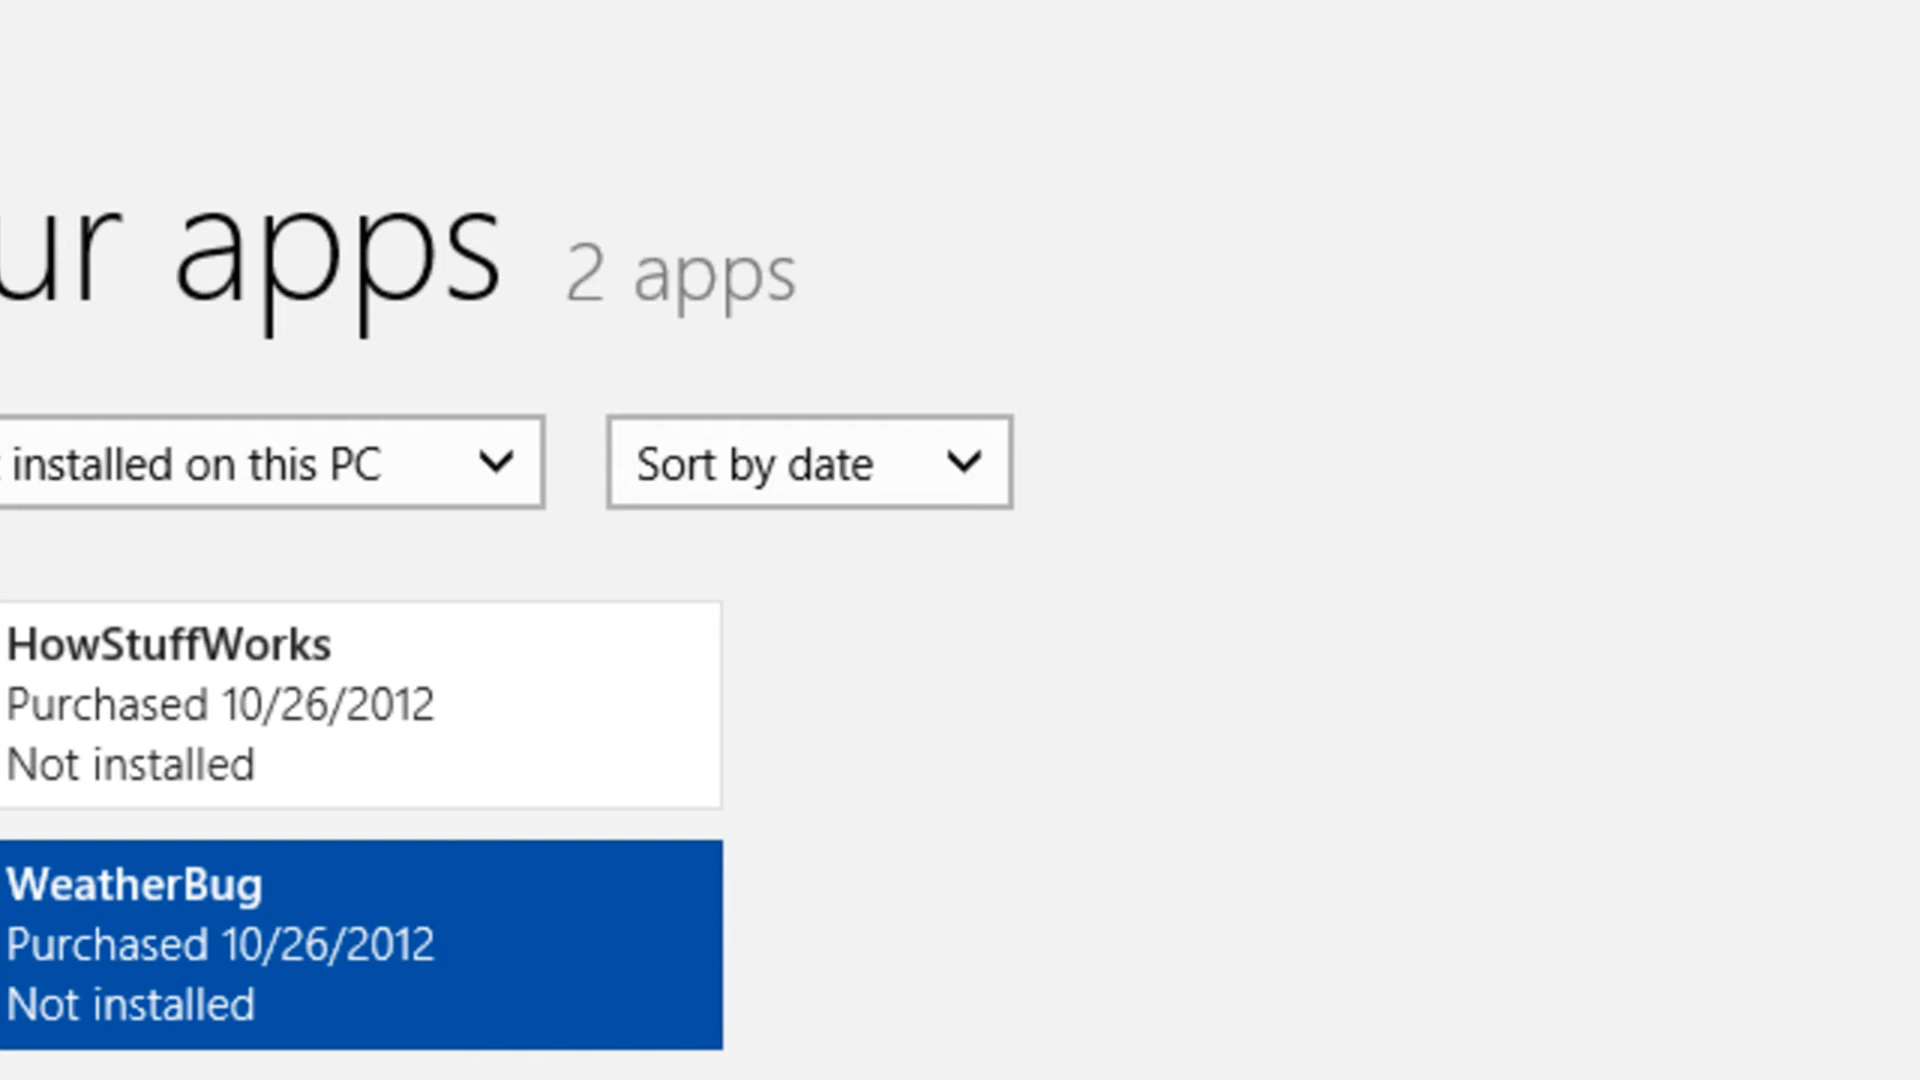 ur apps 2 apps
installed on this PC
Sort by date
HowStuffWorks
Purchased 10/26/2012
Not installed
WeatherBug
Purchased 10/26/2012
Not installed